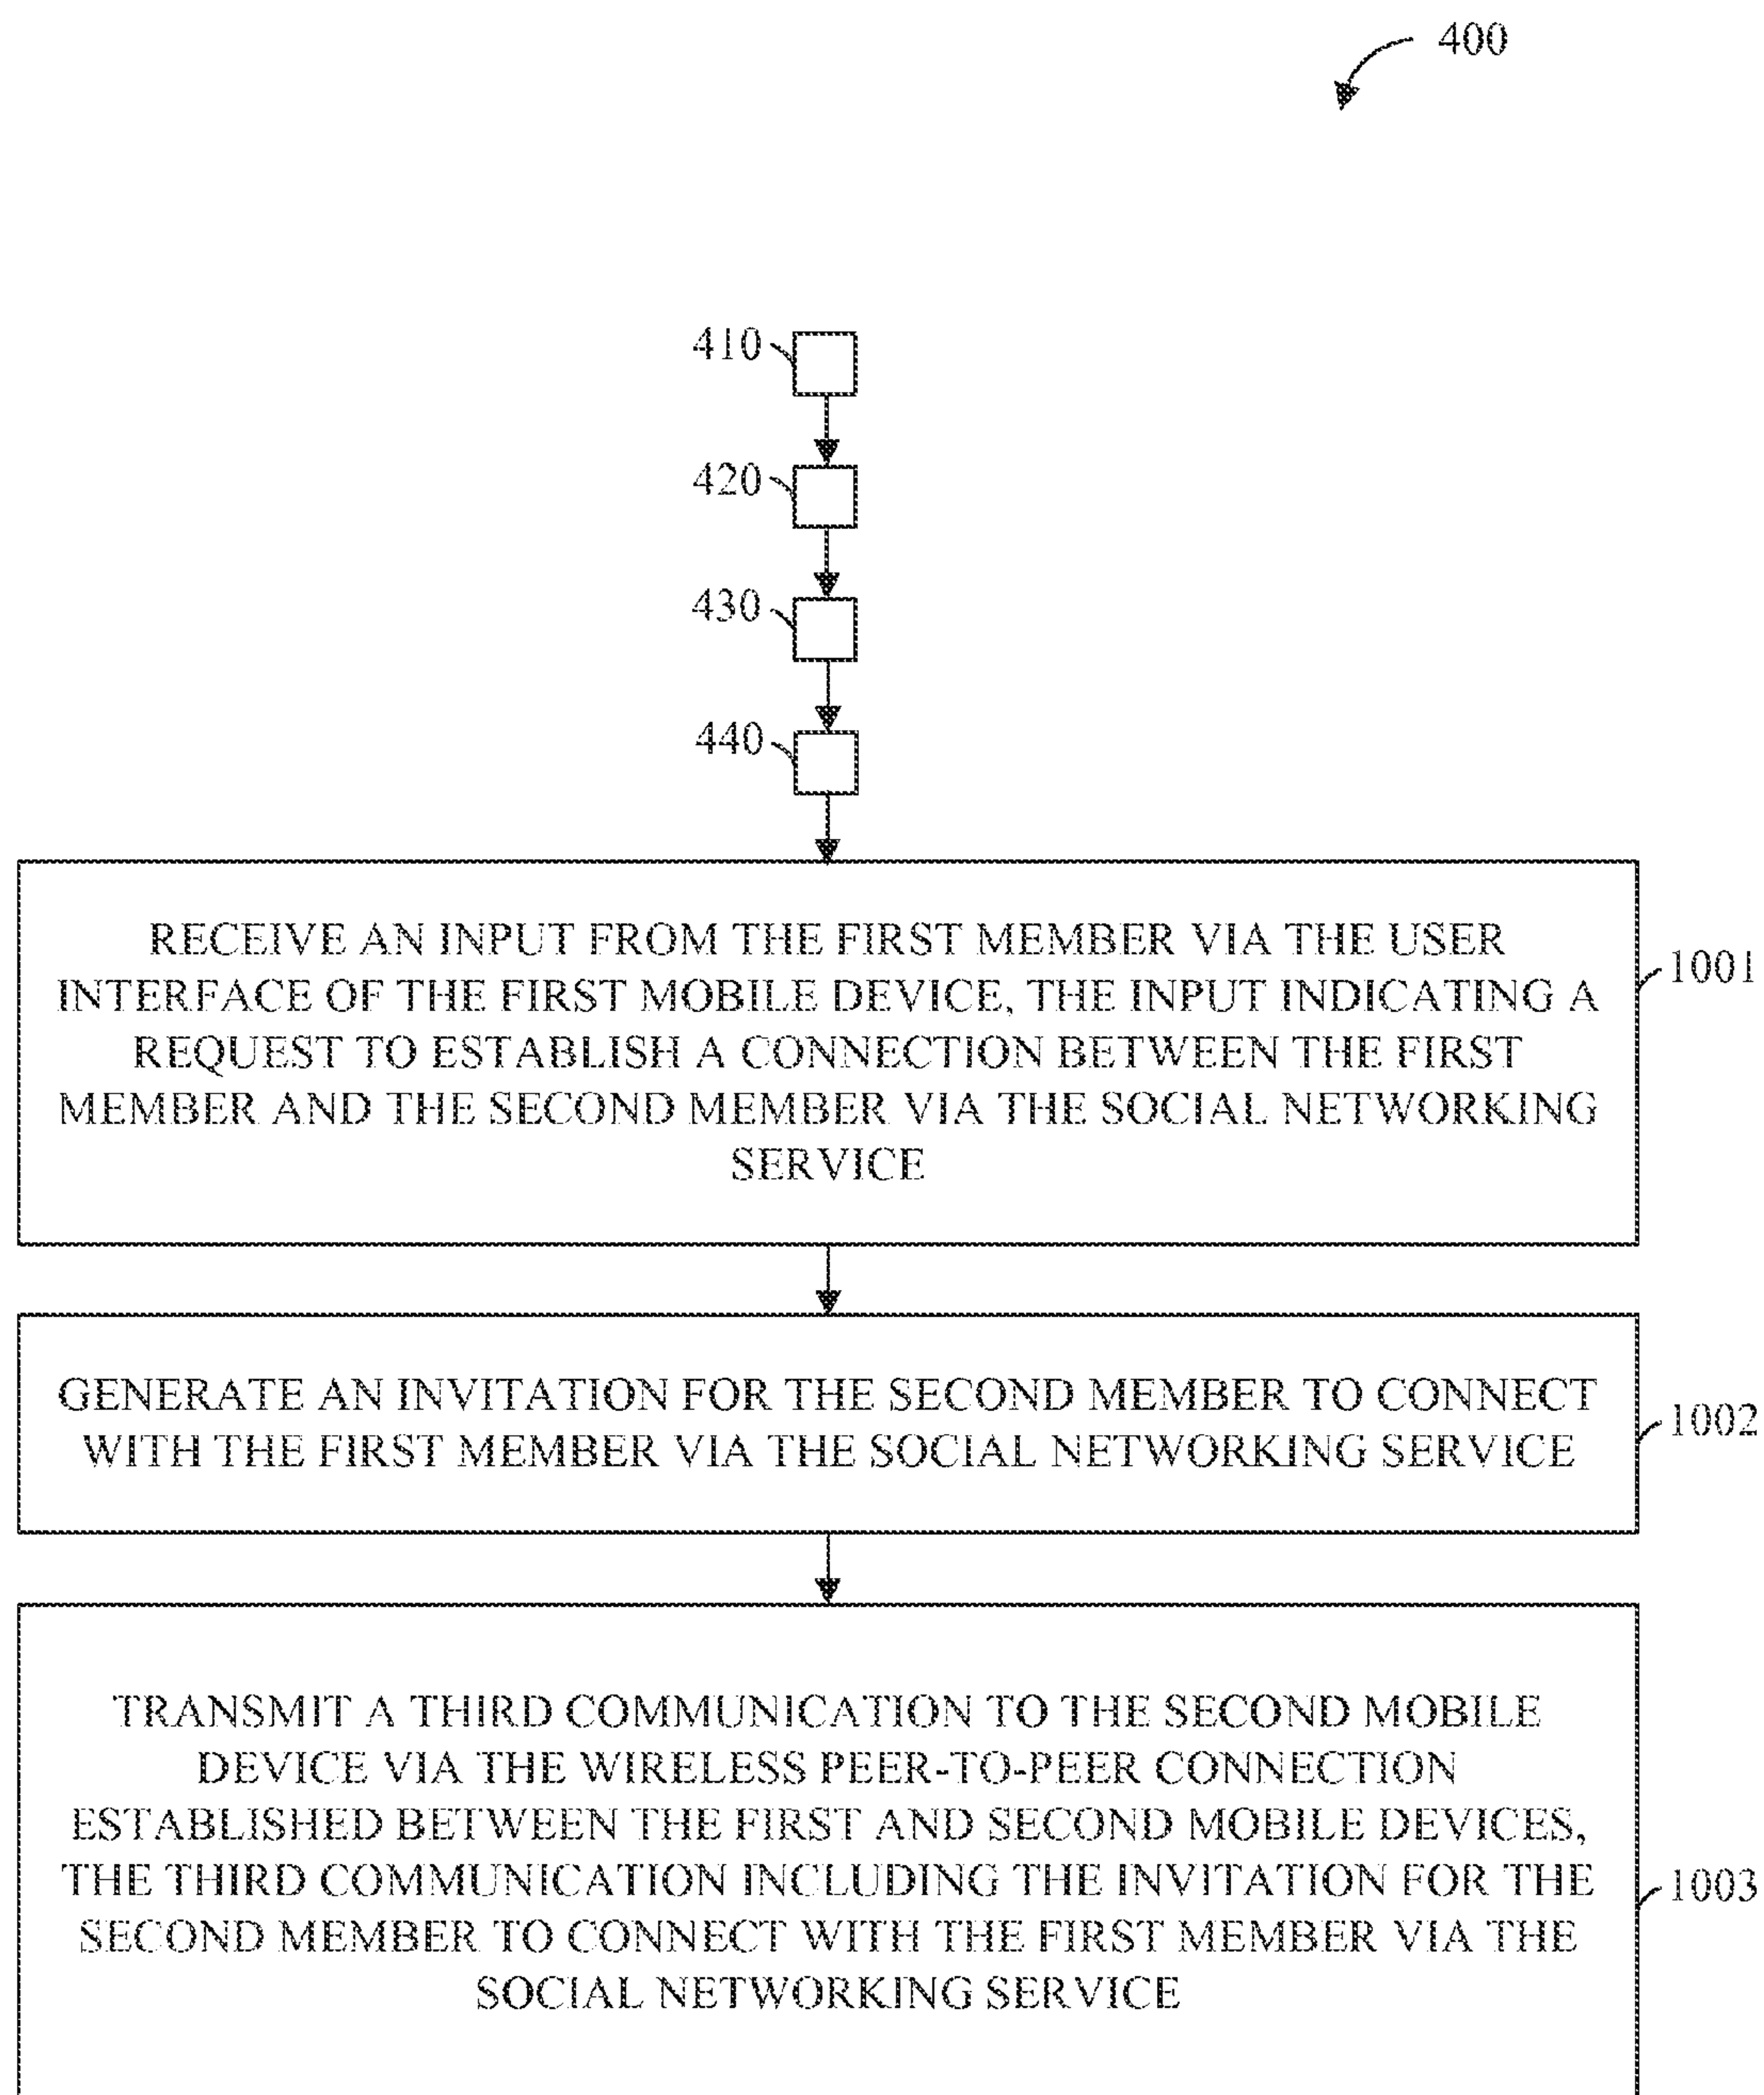 400
410
420
430
440
RECEIVE AN INPUT FROM THE FIRST MEMBER VIA THE USER
INTERFACE OF THE FIRST MOBILE DEVICE, THE INPUT INDICATING A
REQUEST TO ESTABLISH A CONNECTION BETWEEN THE FIRST
MEMBER AND THE SECOND MEMBER VIA THE SOCIAL NETWORKING
SERVICE
1001
GENERATE AN INVITATION FOR THE SECOND MEMBER TO CONNECT
WITH THE FIRST MEMBER VIA THE SOCIAL NETWORKING SERVICE
1002
TRANSMIT A THIRD COMMUNICATION TO THE SECOND MOBILE
DEVICE VIA THE WIRELESS PEER-TO-PEER CONNECTION
ESTABLISHED BETWEEN THE FIRST AND SECOND MOBILE DEVICES,
THE THIRD COMMUNICATION INCLUDING THE INVITATION FOR THE
SECOND MEMBER TO CONNECT WITH THE FIRST MEMBER VIA THE
SOCIAL NETWORKING SERVICE
1003